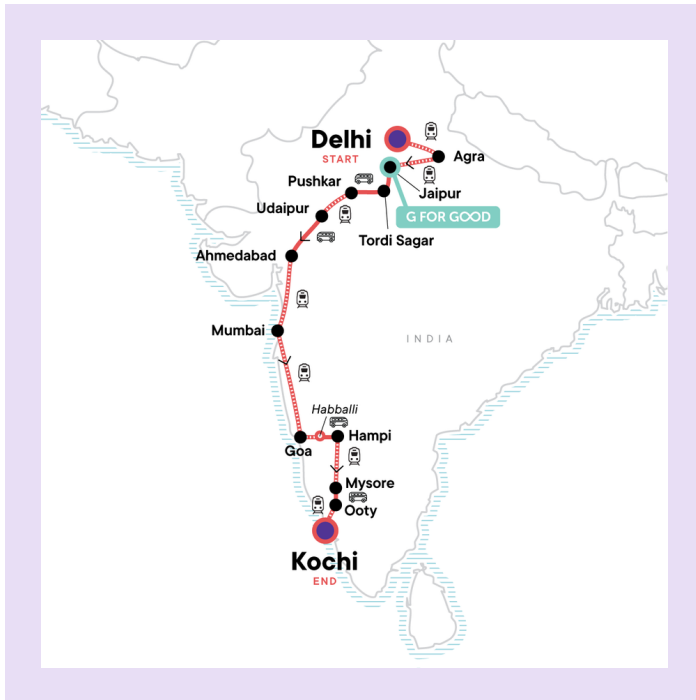 Delhi
START
Agra
Jaipur
G FOR GOOD
Pushkar
Tordi Sagar
Udaipur
Ahmedabad
Mumbai
INDIA
Habballi
Goa
Hampi
Mysore
Ooty
Kochi
END